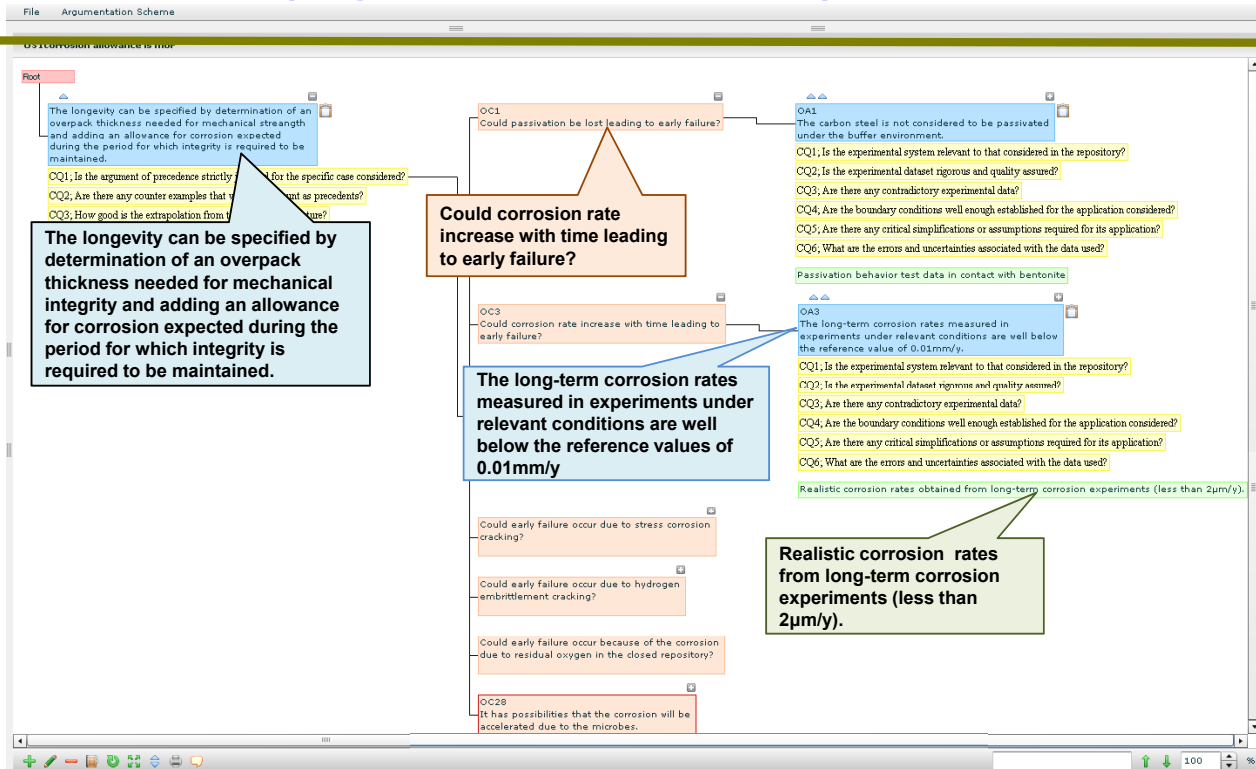 File Argumentation Scheme
Root
The longevity can be specified by determination of an
overpack thickness needed for mechanical strength
and adding an allowance for corrosion expected
during the period for which integrity is required to be
maintained.
CQ1; Is the argument of precedence strictly for the specific case considered?
CQ2; Are there any counter examples that as precedents?
CQ3; How good is the extrapolation from
The longevity can be specified by
determination of an overpack
thickness needed for mechanical
integrity and adding an allowance
for corrosion expected during the
period for which integrity is
required to be maintained.
OC1
Could passivation be lost leading to early failure?
Could corrosion rate
increase with time leading
to early failure?
OC3
Could corrosion rate increase with time leading to
early failure?
The long-term corrosion rates
measured in experiments under
relevant conditions are well
below the reference values of
0.01mm/y
Could early failure occur due to stress corrosion
cracking?
Could early failure occur due to hydrogen
embrittlement cracking?
Could early failure occur because of the corrosion
due to residual oxygen in the closed repository?
OC28
It has possibilities that the corrosion will be
accelerated due to the microbes.
OA1
The carbon steel is not considered to be passivated
under the buffer environment.
CQ1; Is the experimental system relevant to that considered in the repository?
CQ2; Is the experimental dataset rigorous and quality assured?
CQ3; Are there any contradictory experimental data?
CQ4; Are the boundary conditions well enough established for the application considered?
CQ5; Are there any critical simplifications or assumptions required for its application?
CQ6; What are the errors and uncertainties associated with the data used?
Passivation behavior test data in contact with bentonite
OA3
The long-term corrosion rates measured in
experiments under relevant conditions are well below
the reference value of 0.01mm/y.
CQ1; Is the experimental system relevant to that considered in the repository?
CQ2; Is the experimental dataset rigorous and quality assured?
CQ3; Are there any contradictory experimental data?
CQ4; Are the boundary conditions well enough established for the application considered?
CQ5; Are there any critical simplifications or assumptions required for its application?
CQ6; What are the errors and uncertainties associated with the data used?
Realistic corrosion rates obtained from long-term corrosion experiments (less than 2μm/y).
Realistic corrosion rates
from long-term corrosion
experiments (less than
2μm/y).
100 %